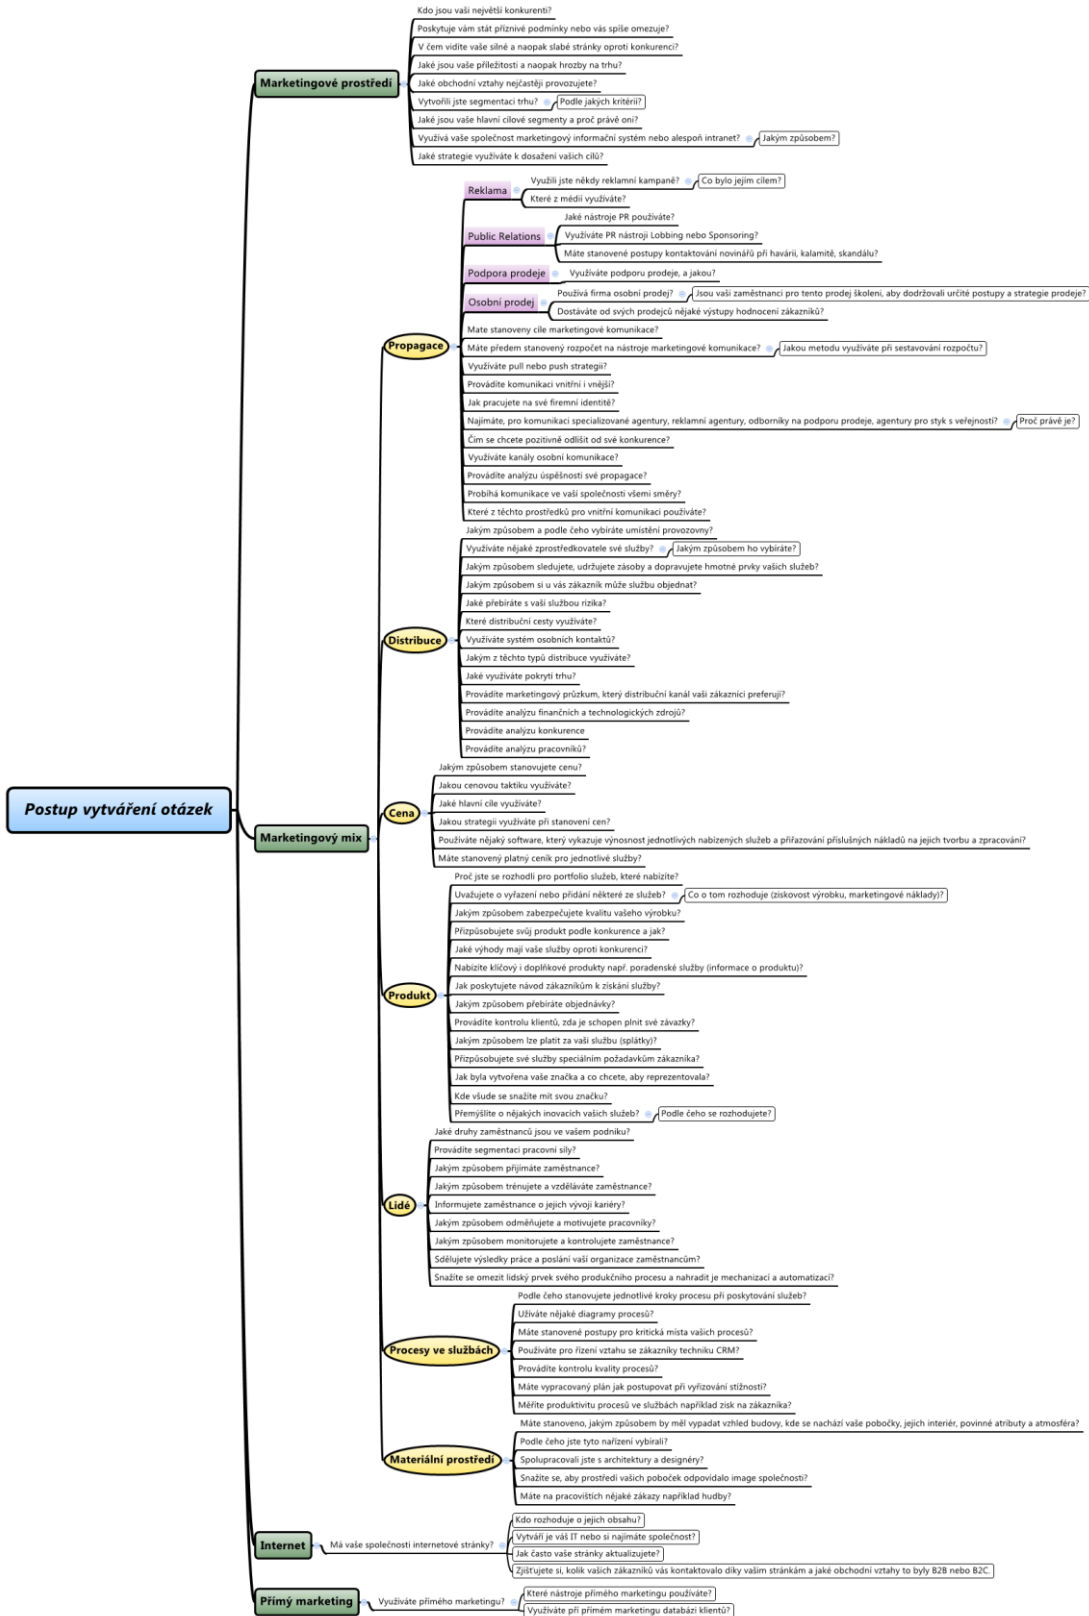 Postup vytváření otázek
Marketingové prostředí
Kdo jsou vaši největší konkurenti?
Poskytuje vám stát příznivé podmínky nebo vás spíše omezuje?
V čem vidíte vaše silné a naopak slabé stránky oproti konkurenci?
Jaké jsou vaše příležitosti a naopak hrozby na trhu?
Jaké obchodní vztahy nejčastěji provozujete?
Vytvořili jste segmentaci trhu?
Podle jakých kritérií?
Jaké jsou vaše hlavní cílové segmenty a proč právě oni?
Využívá vaše společnost marketingový informační systém nebo alespoň intranet?
Jakým způsobem?
Jaké strategie využíváte k dosažení vašich cílů?
Marketingový mix
Propagace
Reklama
Využili jste někdy reklamní kampaně?
Co bylo jejím cílem?
Které z médií využíváte?
Public Relations
Jaké nástroje PR používáte?
Využíváte PR nástroji Lobbing nebo Sponsoring?
Máte stanovené postupy kontaktování novinářů při havárii, kalamitě, skandálu?
Podpora prodeje
Využíváte podporu prodeje, a jakou?
Osobní prodej
Používá firma osobní prodej?
Jsou vaši zaměstnanci pro tento prodej školeni, aby dodržovali určité postupy a strategie prodeje?
Dostáváte od svých prodejců nějaké výstupy hodnocení zákazníků?
Mate stanoveny cíle marketingové komunikace?
Máte předem stanovený rozpočet na nástroje marketingové komunikace?
Jakou metodu využíváte při sestavování rozpočtu?
Využíváte pull nebo push strategii?
Provádíte komunikaci vnitřní i vnější?
Jak pracujete na své firemní identitě?
Najímáte, pro komunikaci specializované agentury, reklamní agentury, odborníky na podporu prodeje, agentury pro styk s veřejností?
Proč právě je?
Čím se chcete pozitivně odlišit od své konkurence?
Využíváte kanály osobní komunikace?
Provádíte analýzu úspěšnosti své propagace?
Probíhá komunikace ve vaší společnosti všemi směry?
Které z těchto prostředků pro vnitřní komunikaci používáte?
Distribuce
Jakým způsobem a podle čeho vybíráte umístění provozovny?
Využíváte nějaké zprostředkovatele své služby?
Jakým způsobem ho vybíráte?
Jakým způsobem sledujete, udržujete zásoby a dopravujete hmotné prvky vašich služeb?
Jakým způsobem si u vás zákazník může službu objednat?
Jaké přebíráte s vaší službou rizika?
Které distribuční cesty využíváte?
Využíváte systém osobních kontaktů?
Jakým z těchto typů distribuce využíváte?
Jaké využíváte pokrytí trhu?
Provádíte marketingový průzkum, který distribuční kanál vaši zákazníci preferují?
Provádíte analýzu finančních a technologických zdrojů?
Provádíte analýzu konkurence
Provádíte analýzu pracovníků?
Cena
Jakým způsobem stanovujete cenu?
Jakou cenovou taktiku využíváte?
Jaké hlavní cíle využíváte?
Jakou strategii využíváte při stanovení cen?
Používáte nějaký software, který vykazuje výnosnost jednotlivých nabízených služeb a přiřazování příslušných nákladů na jejich tvorbu a zpracování?
Máte stanovený platný ceník pro jednotlivé služby?
Produkt
Proč jste se rozhodli pro portfolio služeb, které nabízíte?
Uvažujete o vyřazení nebo přidání některé ze služeb?
Co o tom rozhoduje (ziskovost výrobku, marketingové náklady)?
Jakým způsobem zabezpečujete kvalitu vašeho výrobku?
Přizpůsobujete svůj produkt podle konkurence a jak?
Jaké výhody mají vaše služby oproti konkurenci?
Nabízíte klíčový i doplňkové produkty např. poradenské služby (informace o produktu)?
Jak poskytujete návod zákazníkům k získání služby?
Jakým způsobem přebíráte objednávky?
Provádíte kontrolu klientů, zda je schopen plnit své závazky?
Jakým způsobem lze platit za vaši službu (splátky)?
Přizpůsobujete své služby speciálním požadavkům zákazníka?
Jak byla vytvořena vaše značka a co chcete, aby reprezentovala?
Kde všude se snažíte mít svou značku?
Přemýšlíte o nějakých inovacích vašich služeb?
Podle čeho se rozhodujete?
Lidé
Jaké druhy zaměstnanců jsou ve vašem podniku?
Provádíte segmentaci pracovní síly?
Jakým způsobem přijímáte zaměstnance?
Jakým způsobem trénujete a vzděláváte zaměstnance?
Informujete zaměstnance o jejich vývoji kariéry?
Jakým způsobem odměňujete a motivujete pracovníky?
Jakým způsobem monitorujete a kontrolujete zaměstnance?
Sdělujete výsledky práce a poslání vaší organizace zaměstnancům?
Snažíte se omezit lidský prvek svého produkčního procesu a nahradit je mechanizací a automatizací?
Procesy ve službách
Podle čeho stanovujete jednotlivé kroky procesu při poskytování služeb?
Užíváte nějaké diagramy procesů?
Máte stanovené postupy pro kritická místa vašich procesů?
Používáte pro řízení vztahu se zákazníky techniku CRM?
Provádíte kontrolu kvality procesů?
Máte vypracovaný plán jak postupovat při vyřizování stížností?
Měříte produktivitu procesů ve službách například zisk na zákazníka?
Materiální prostředí
Máte stanoveno, jakým způsobem by měl vypadat vzhled budovy, kde se nachází vaše pobočky, jejich interiér, povinné atributy a atmosféra?
Podle čeho jste tyto nařízení vybírali?
Spolupracovali jste s architektury a designéry?
Snažíte se, aby prostředí vašich poboček odpovídalo image společnosti?
Máte na pracovištích nějaké zákazy například hudby?
Internet
Má vaše společnosti internetové stránky?
Kdo rozhoduje o jejich obsahu?
Vytváří je váš IT nebo si najímáte společnost?
Jak často vaše stránky aktualizujete?
Zjišťujete si, kolik vašich zákazníků vás kontaktovalo díky vašim stránkám a jaké obchodní vztahy to byly B2B nebo B2C.
Přímý marketing
Využíváte přímého marketingu?
Které nástroje přímého marketingu používáte?
Využíváte při přímém marketingu databází klientů?